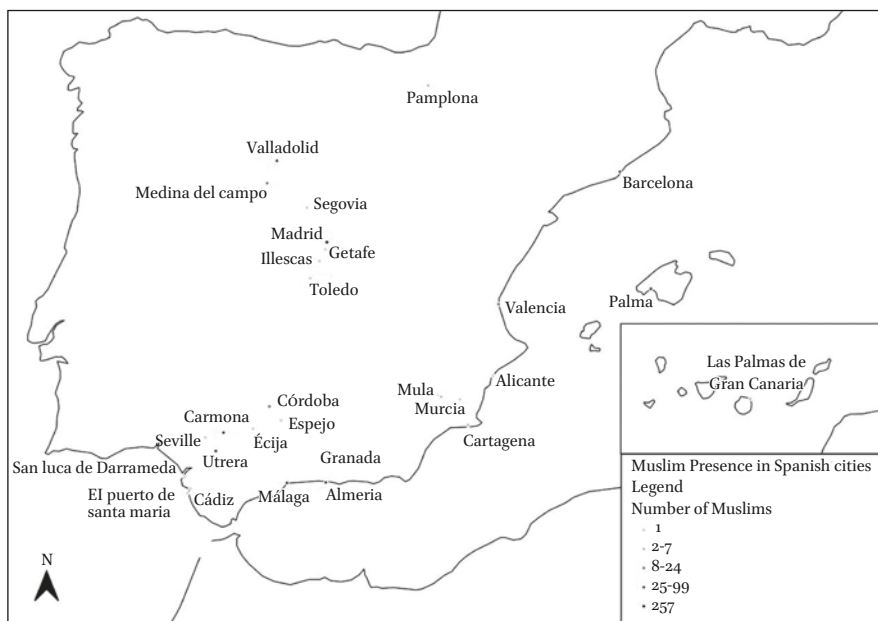 Pamplona
Valladolid
Medina del campo
Barcelona
Segovia
Madrid
Getafe
Illescas
Toledo
Valencia
Palma
Las Palmas de
Gran Canaria
Alicante
Mula
Murcia
Córdoba
Carmona
Espejo
Seville
Écija
Cartagena
Utrera
Granada
San luca de Darrameda
EI puerto de
santa maria
Cádiz
Málaga
Almeria
N
Muslim Presence in Spanish cities
Legend
Number of Muslims
1
2-7
8-24
25-99
257